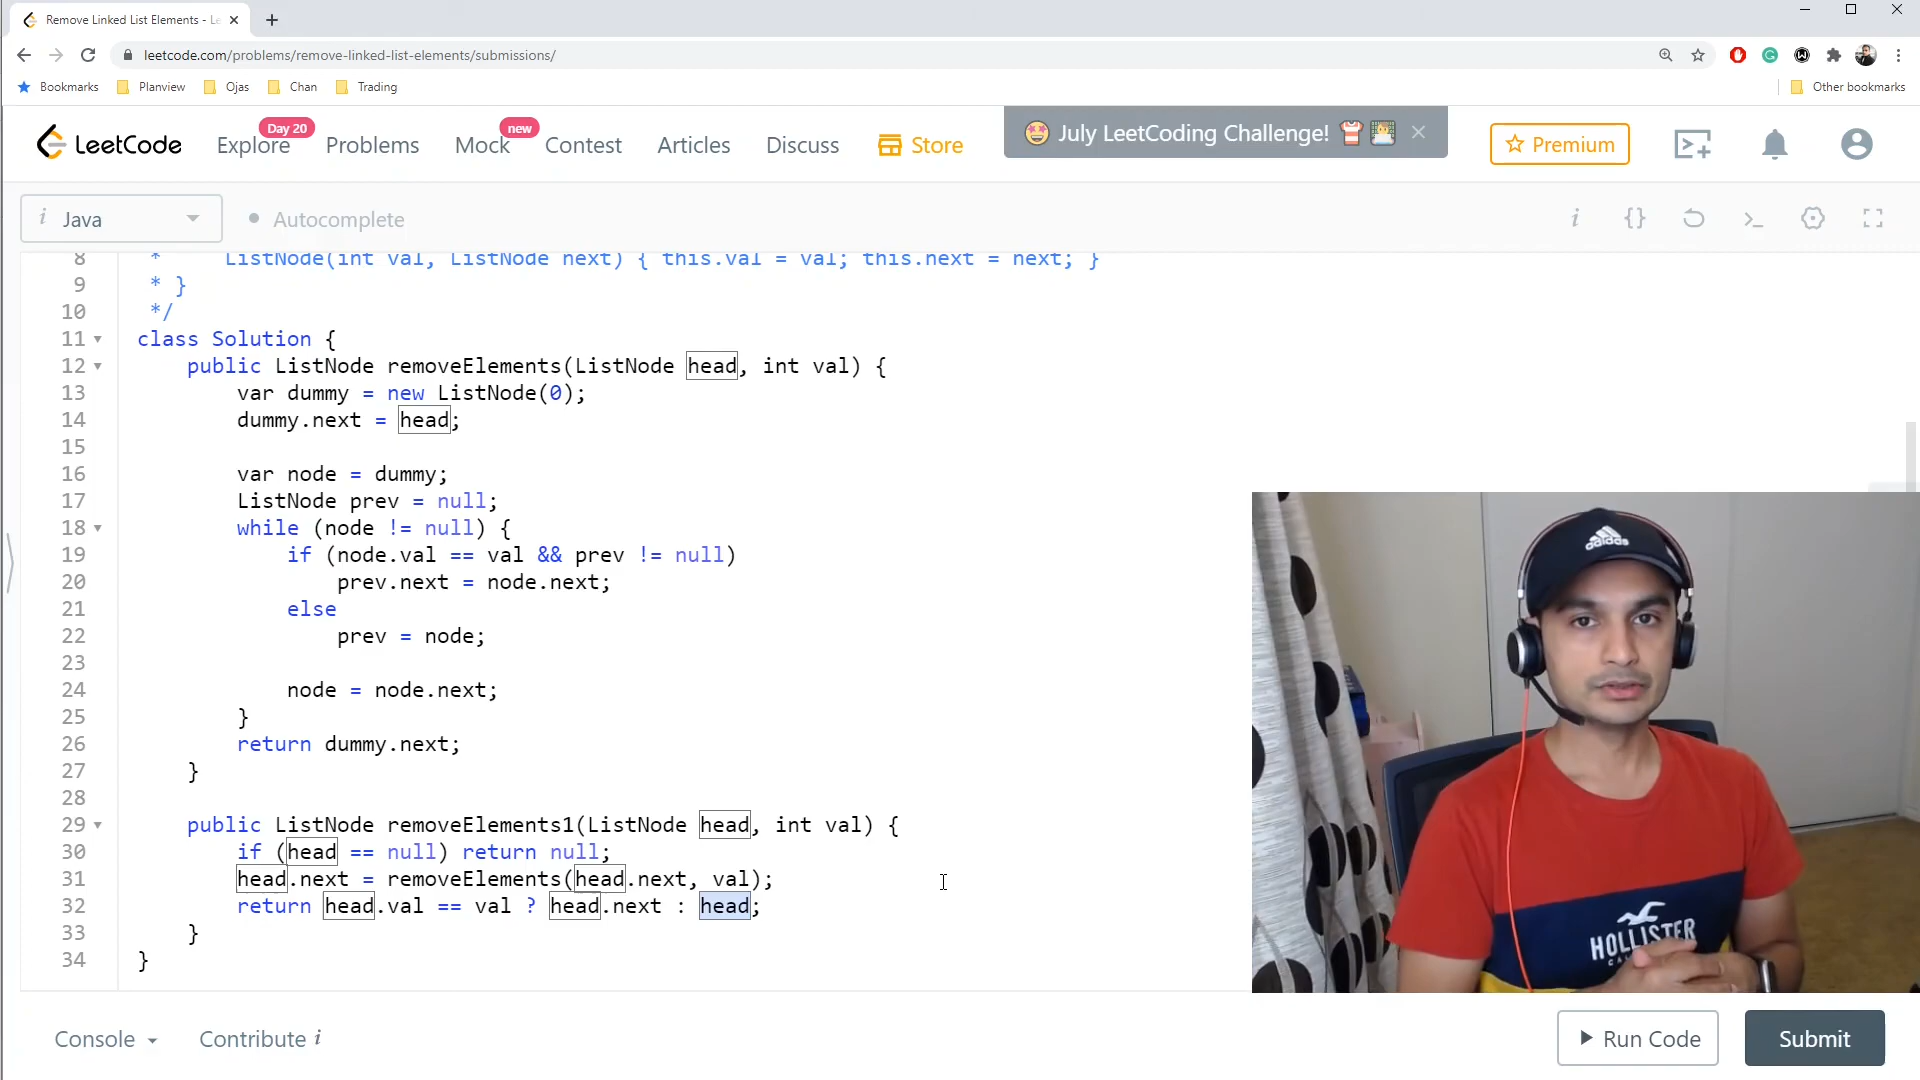 Remove Linked List Elements - Le
leetcode.com/problems/remove-linked-list-elements/submissions/
Bookmarks
Planview
Ojas
Chan
Trading
Other bookmarks
LeetCode
Explore
Day 20
Problems
Mock
new
Contest
Articles
Discuss
Store
July LeetCoding Challenge!
Premium
i Java
Autocomplete
i {} >_
8 * ListNode(int val, ListNode next) { this.val = val; this.next = next; }
9 * }
10 */
11 class Solution {
12 public ListNode removeElements(ListNode head, int val) {
13 var dummy = new ListNode(0);
14 dummy.next = head;
15
16 var node = dummy;
17 ListNode prev = null;
18 while (node != null) {
19 if (node.val == val && prev != null)
20 prev.next = node.next;
21 else
22 prev = node;
23
24 node = node.next;
25 }
26 return dummy.next;
27 }
28
29 public ListNode removeElements1(ListNode head, int val) {
30 if (head == null) return null;
31 head.next = removeElements(head.next, val);
32 return head.val == val ? head.next : head;
33 }
34 }
adidas
HOLLISTER
Console
Contribute i
Run Code
Submit